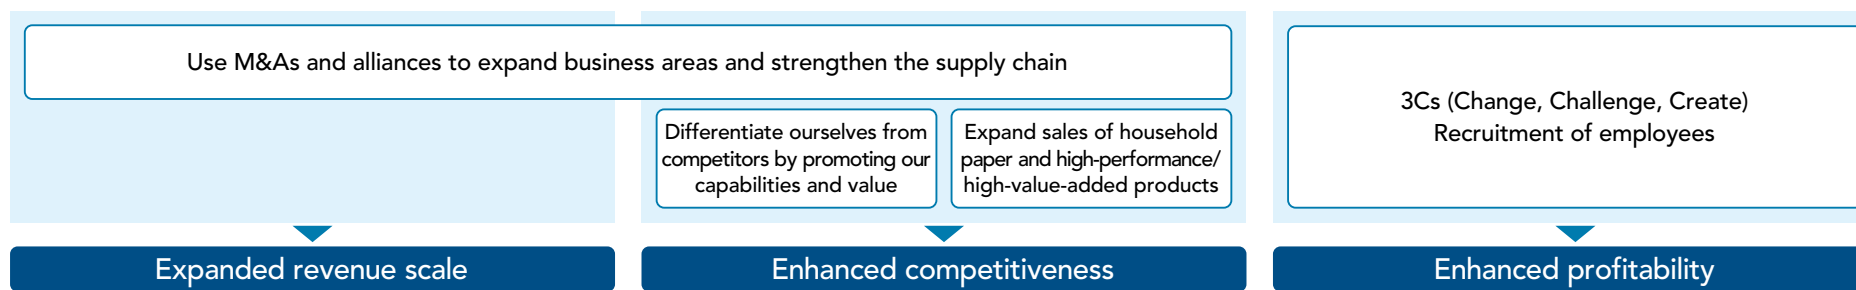 Use M&As and alliances to expand business areas and strengthen the supply chain
Differentiate ourselves from
competitors by promoting our
capabilities and value
Expand sales of household
paper and high-performance/
high-value-added products
3Cs (Change, Challenge, Create)
Recruitment of employees
Expanded revenue scale
Enhanced competitiveness
Enhanced profitability